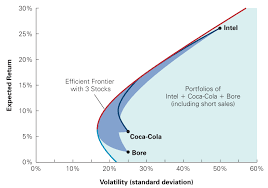 30%
25%
20%
15%
10%
5%
0%
0%
10%
20%
30%
40%
50%
60%
Expected Return
Volatility (standard deviation)
Efficient Frontier
with 3 Stocks
Intel
Portfolios of
Intel + Coca-Cola + Bore
(including short sales)
Coca-Cola
Bore